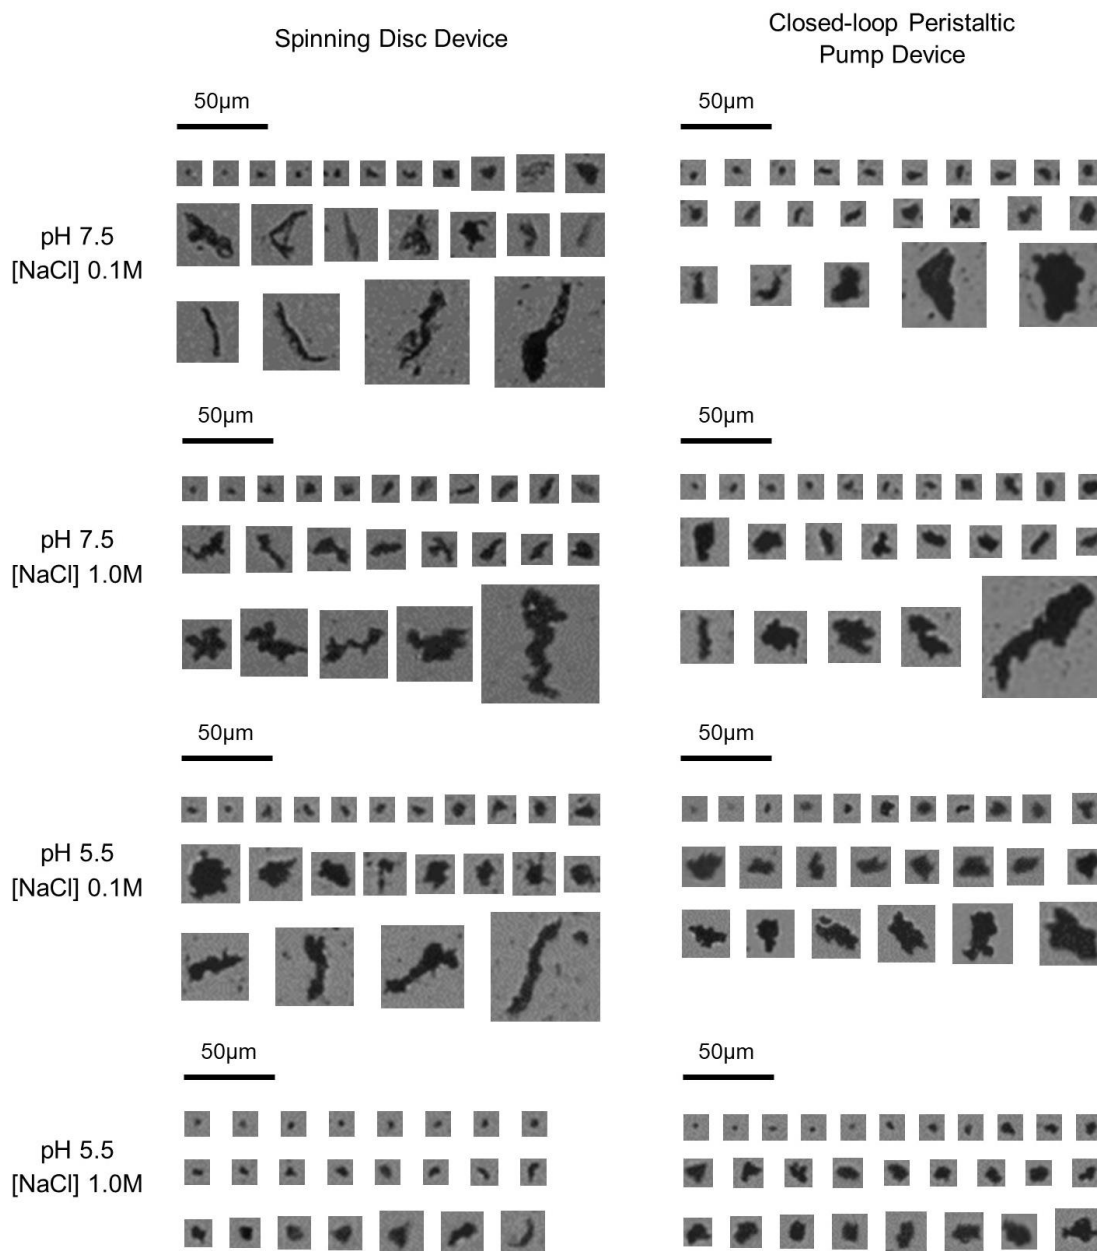 Spinning Disc Device
Closed-loop Peristaltic
Pump Device
50µm
50µm
pH 7.5
[NaCl] 0.1M
50µm
50µm
pH 7.5
[NaCl] 1.0M
50µm
50µm
pH 5.5
[NaCl] 0.1M
50µm
50µm
pH 5.5
[NaCl] 1.0M